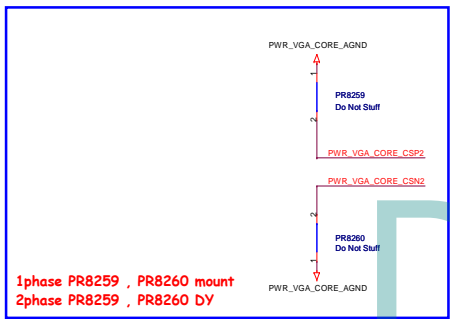 PWR_VGA_CORE_AGND
1
PR8259
Do Not Stuff
2
PWR_VGA_CORE_CSP2
PWR_VGA_CORE_CSN2
2
PR8260
Do Not Stuff
1
PWR_VGA_CORE_AGND
1phase PR8259 , PR8260 mount
2phase PR8259 , PR8260 DY